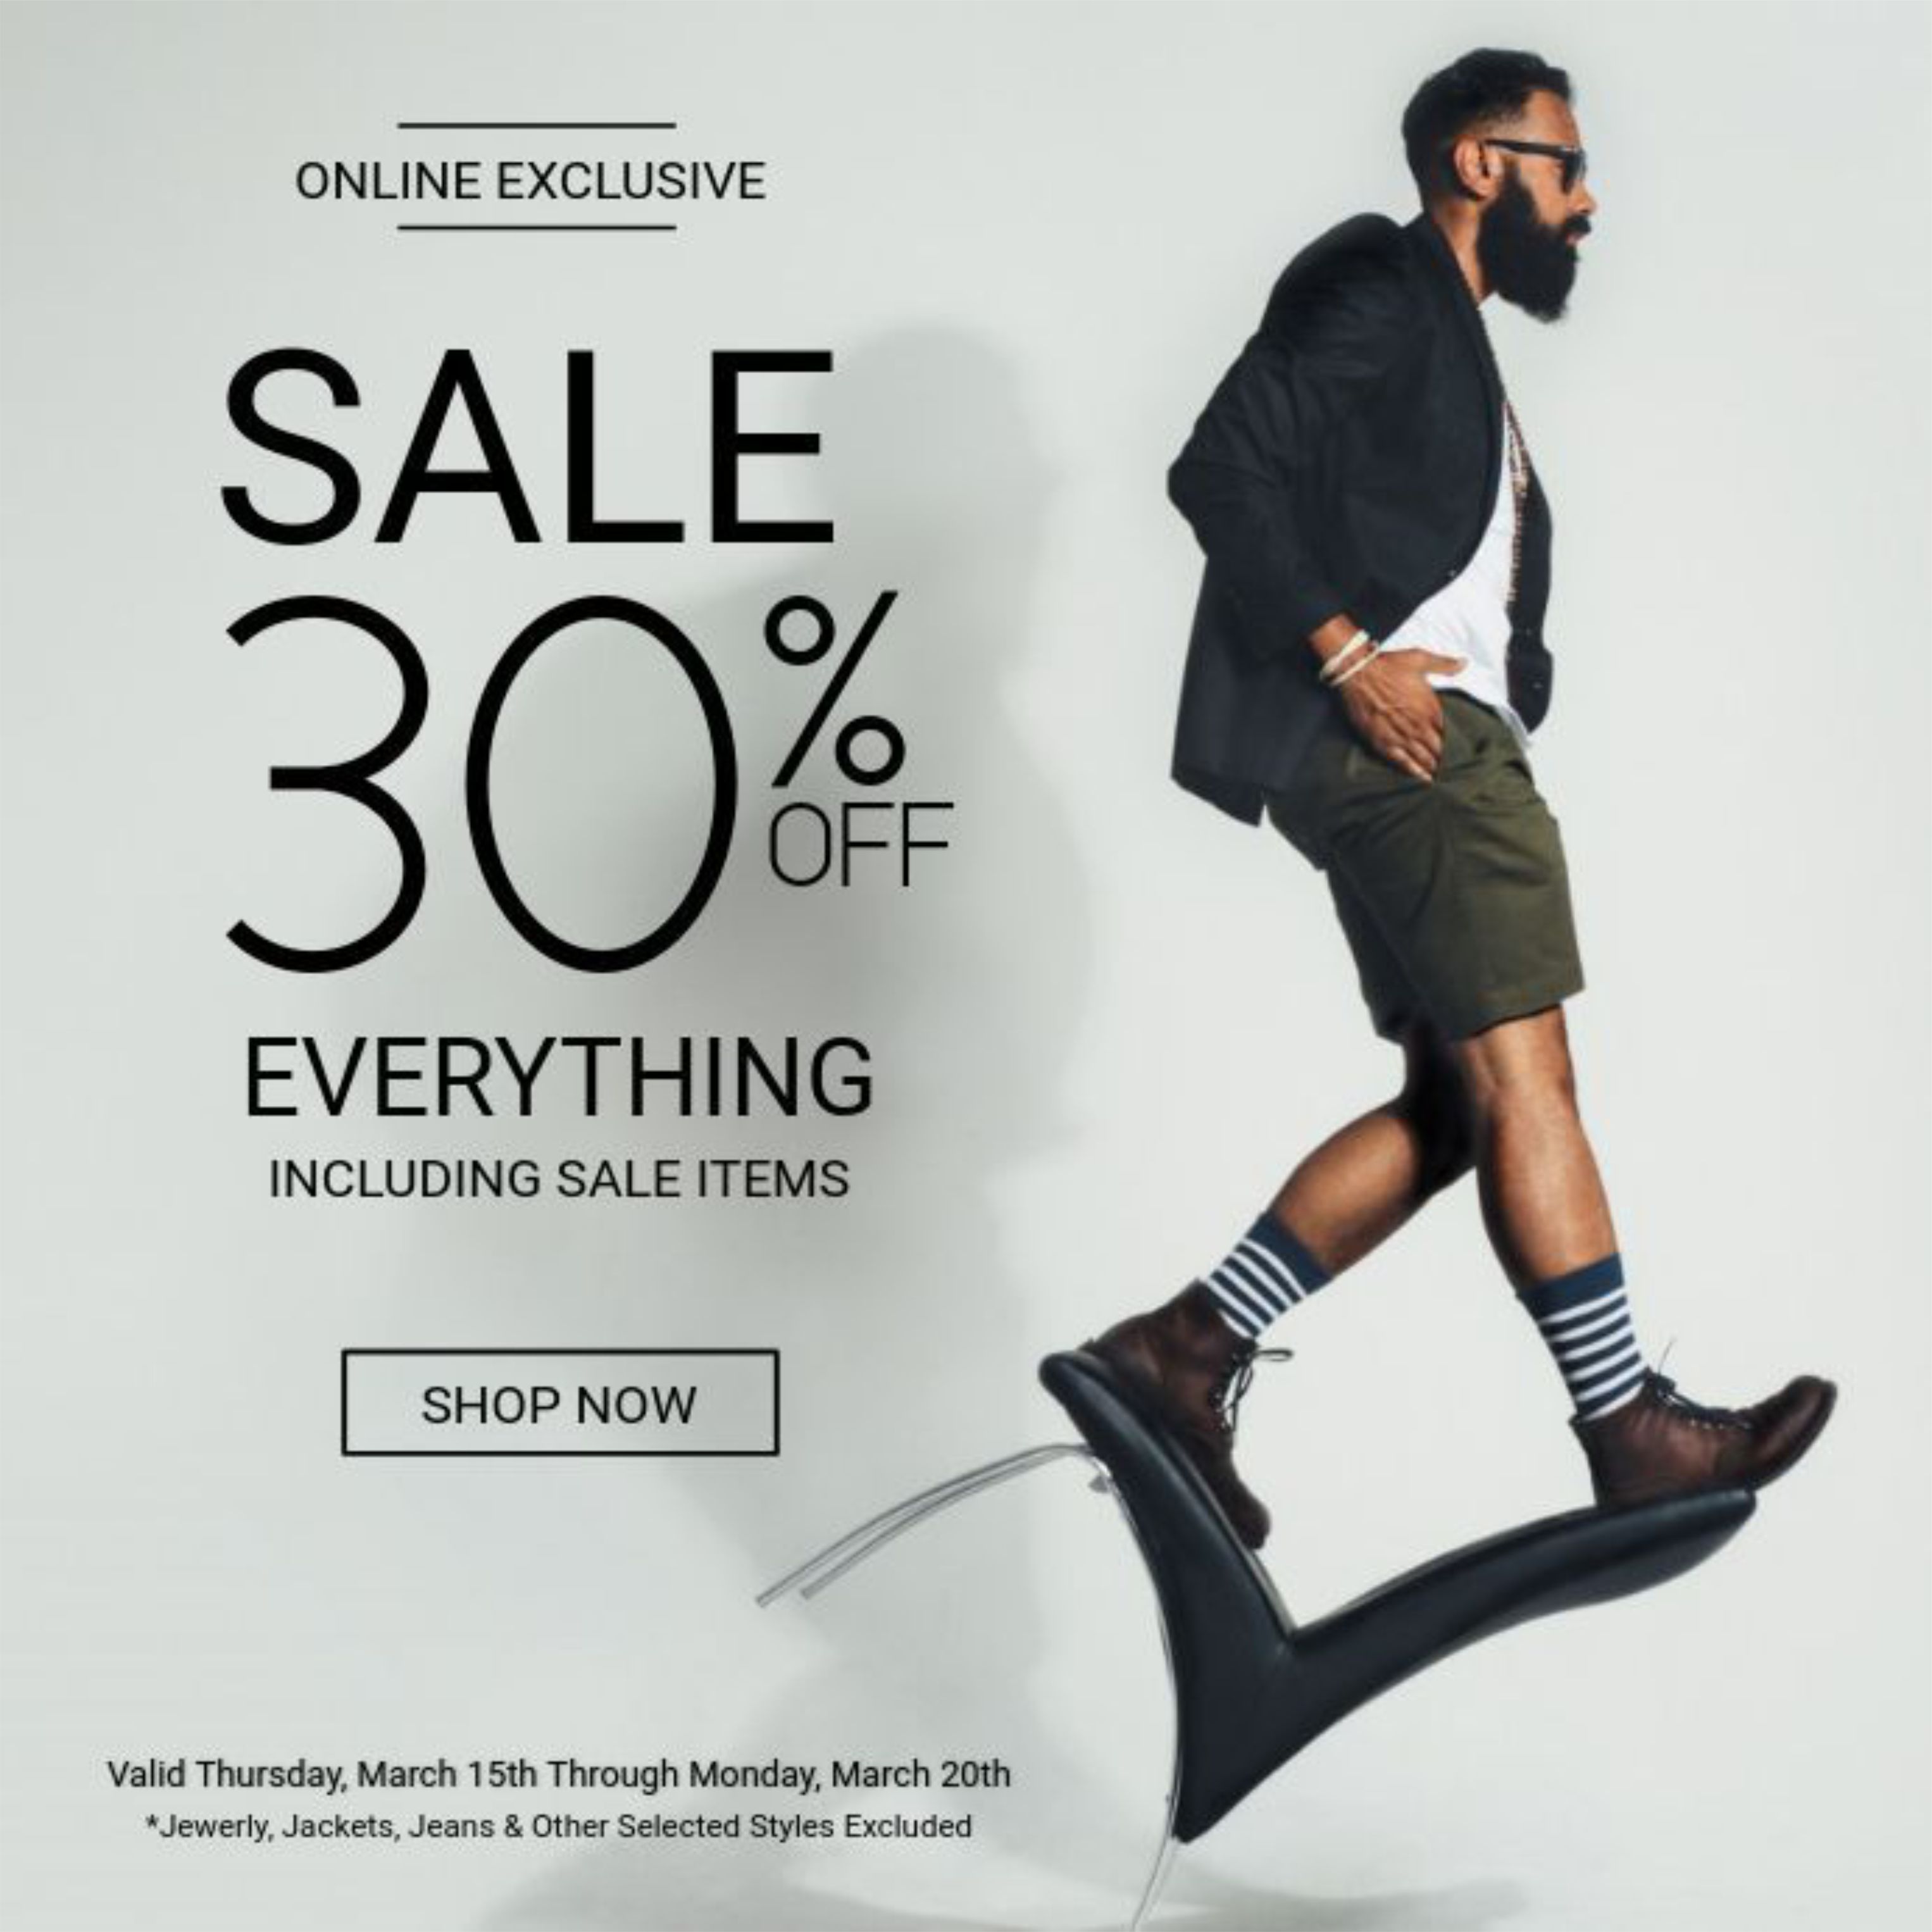 ONLINE EXCLUSIVE
SALE
30%
OFF
EVERYTHING
INCLUDING SALE ITEMS
SHOP NOW
Valid Thursday, March 15th Through Monday, March 20th
*Jewerly, Jackets, Jeans & Other Selected Styles Excluded